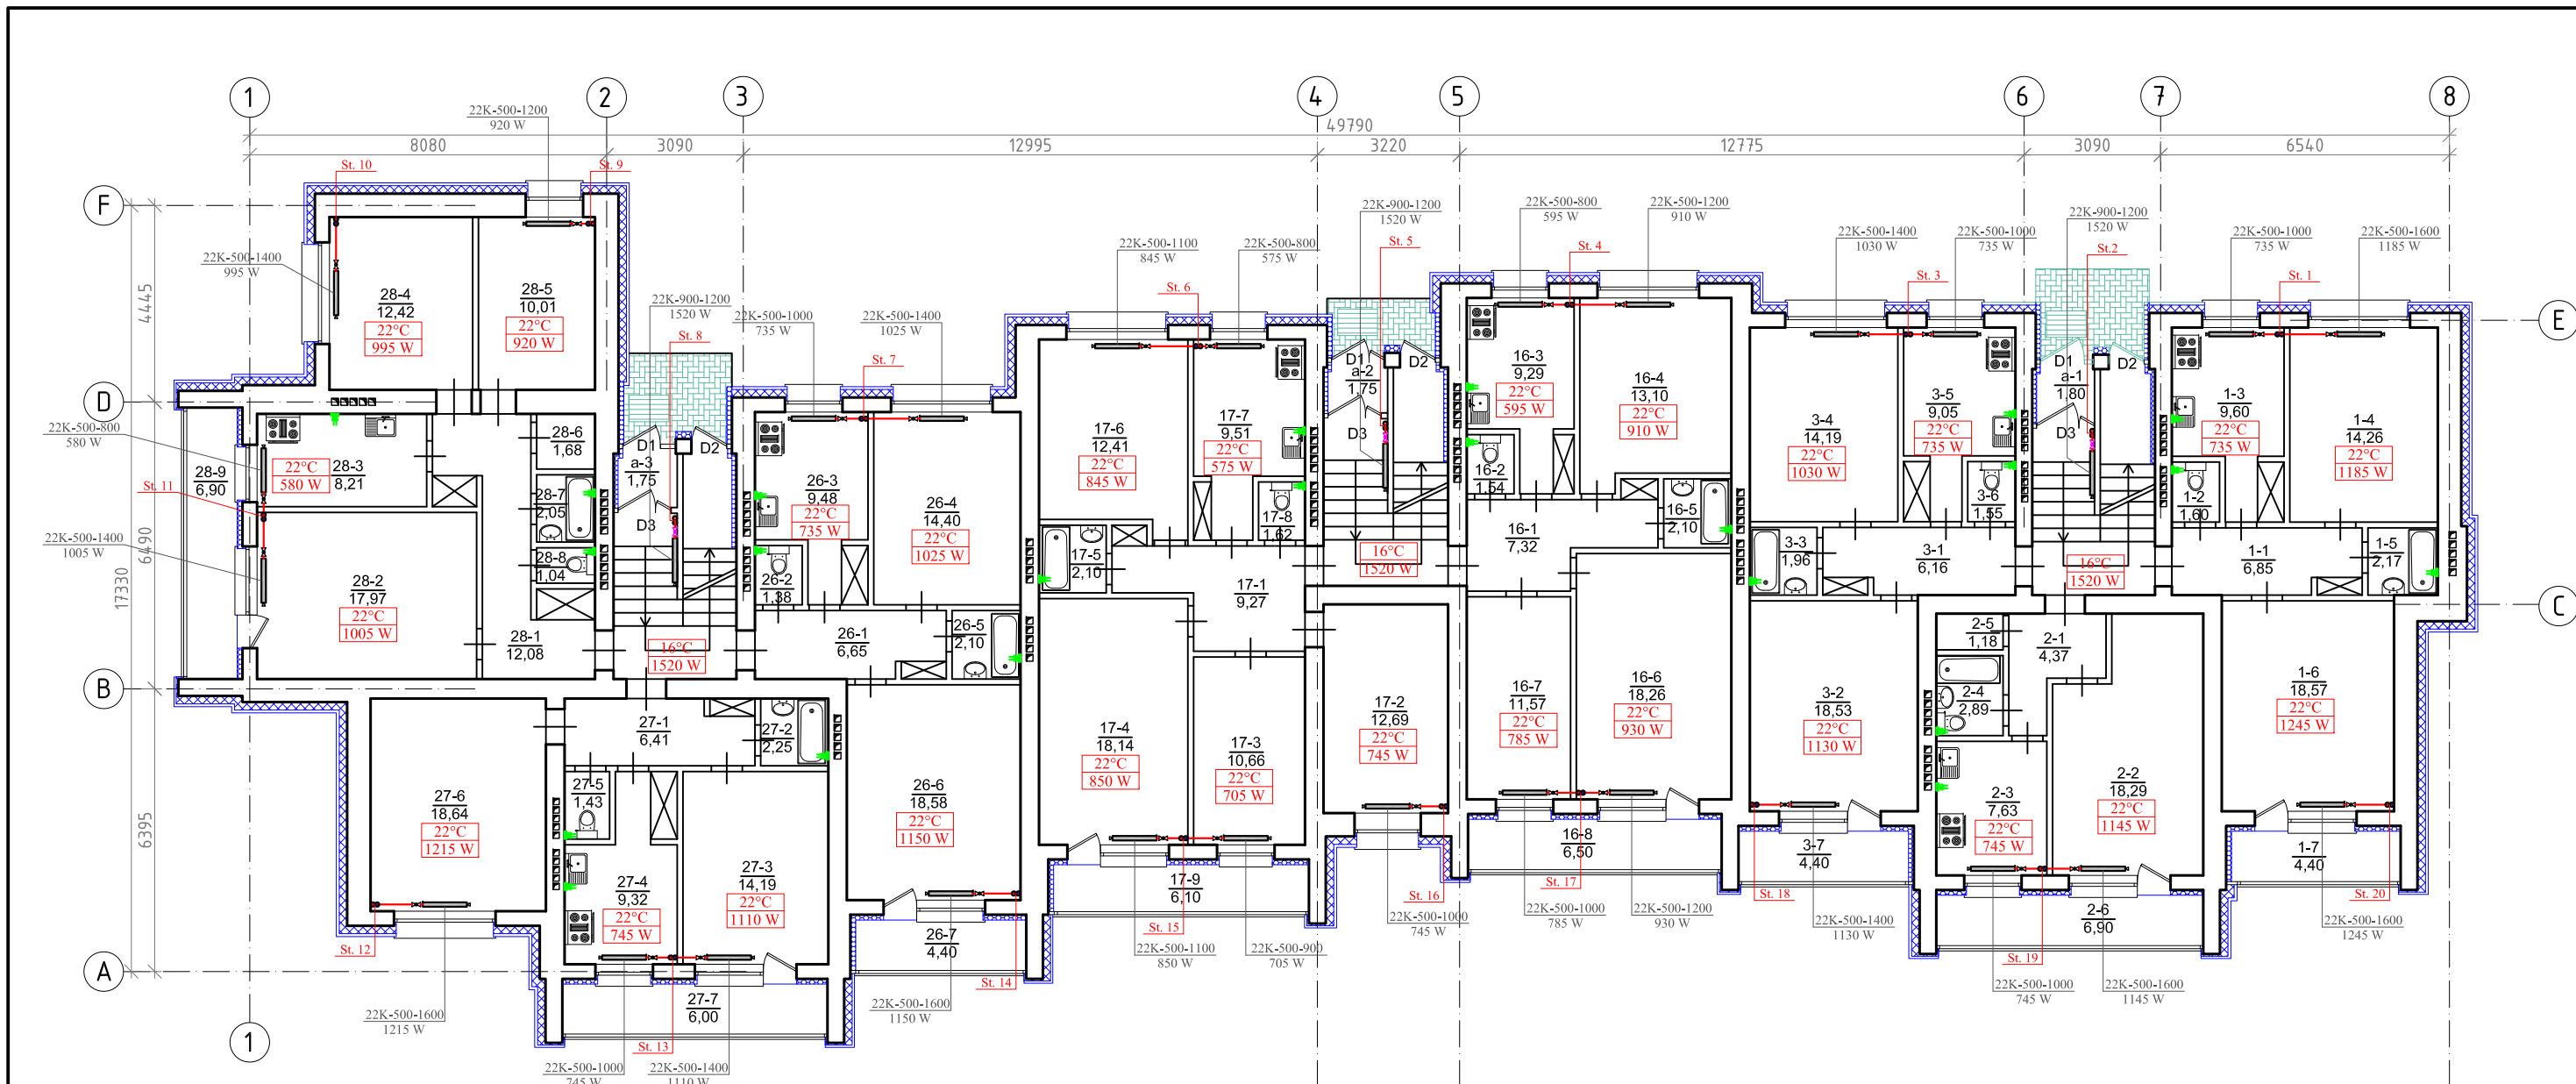 1
2
3
4
5
6
7
8
49790
8080
3090
12995
3220
12775
3090
6540
F
D
B
A
E
C
1
4445
6490
6395
17330
22K-500-1200
920 W
St. 10
St. 9
22K-500-1400
995 W
28-4
12,42
22°C
995 W
28-5
10,01
22°C
920 W
22K-900-1200
1520 W
St. 8
22K-500-1000
735 W
22K-500-1400
1025 W
St. 7
22K-500-1100
845 W
22K-500-800
575 W
St. 6
22K-900-1200
1520 W
St. 5
22K-500-800
595 W
22K-500-1200
910 W
St. 4
22K-500-1400
1030 W
22K-500-1000
735 W
St. 3
22K-900-1200
1520 W
St.2
22K-500-1000
735 W
22K-500-1600
1185 W
St. 1
22K-500-800
580 W
28-9
6,90
22°C
580 W
28-3
8,21
St. 11
22K-500-1400
1005 W
28-6
1,68
28-7
2,05
28-8
1,04
28-2
17,97
22°C
1005 W
28-1
12,08
D1
D2
a-3
1,75
D3
16°C
1520 W
26-3
9,48
22°C
735 W
26-4
14,40
22°C
1025 W
26-2
1,38
26-1
6,65
26-5
2,10
17-6
12,41
22°C
845 W
17-7
9,51
22°C
575 W
17-8
1,62
17-5
2,10
17-1
9,27
D1
D2
a-2
1,75
D3
16°C
1520 W
16-3
9,29
22°C
595 W
16-4
13,10
22°C
910 W
16-2
1,54
16-1
7,32
16-5
2,10
3-4
14,19
22°C
1030 W
3-5
9,05
22°C
735 W
3-6
1,55
3-3
1,96
3-1
6,16
D1
D2
a-1
1,80
D3
16°C
1520 W
1-3
9,60
22°C
735 W
1-4
14,26
22°C
1185 W
1-2
1,60
1-1
6,85
1-5
2,17
27-6
18,64
22°C
1215 W
27-1
6,41
27-2
2,25
27-5
1,43
27-4
9,32
22°C
745 W
27-3
14,19
22°C
1110 W
26-6
18,58
22°C
1150 W
17-4
18,14
22°C
850 W
17-3
10,66
22°C
705 W
17-2
12,69
22°C
745 W
16-7
11,57
22°C
785 W
16-6
18,26
22°C
930 W
3-2
18,53
22°C
1130 W
2-5
1,18
2-1
4,37
2-4
2,89
2-3
7,63
22°C
745 W
2-2
18,29
22°C
1145 W
1-6
18,57
22°C
1245 W
16-8
6,50
3-7
4,40
1-7
4,40
17-9
6,10
26-7
4,40
27-7
6,00
2-6
6,90
St. 12
22K-500-1600
1215 W
St. 13
22K-500-1000
745 W
22K-500-1400
1110 W
22K-500-1600
1150 W
St. 14
St. 15
22K-500-1100
850 W
22K-500-900
705 W
St. 16
22K-500-1000
745 W
St. 17
22K-500-1000
785 W
22K-500-1200
930 W
St. 18
22K-500-1400
1130 W
St. 19
22K-500-1000
745 W
22K-500-1600
1145 W
St. 20
22K-500-1600
1245 W